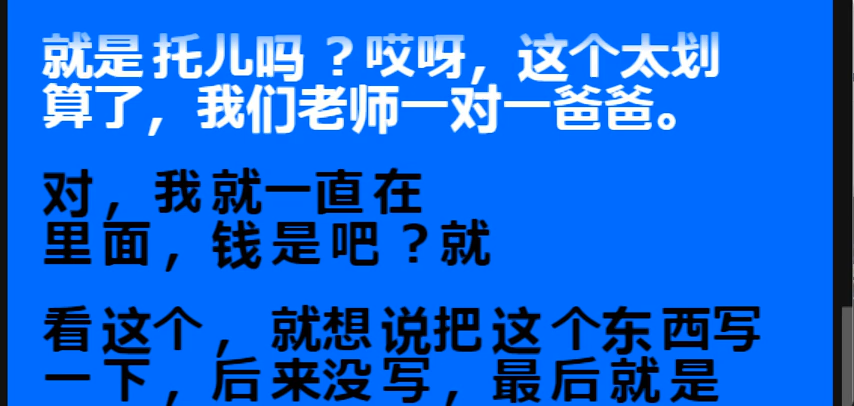 就是托儿吗？哎呀，这个太划
算了，我们老师一对一爸爸。
对，我就一直在
里面，钱是吧？就
看这个，就想说把这个东西写
一下，后来没写，最后就是